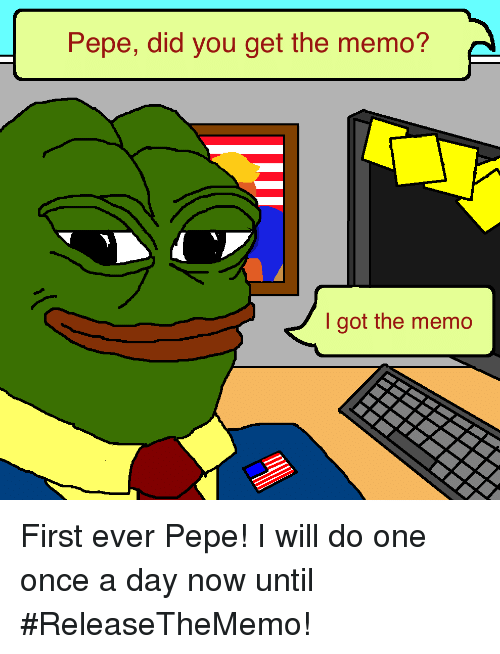 Pepe, did you get the memo?
I got the memo
First ever Pepe! I will do one
once a day now until
#ReleaseTheMemo!